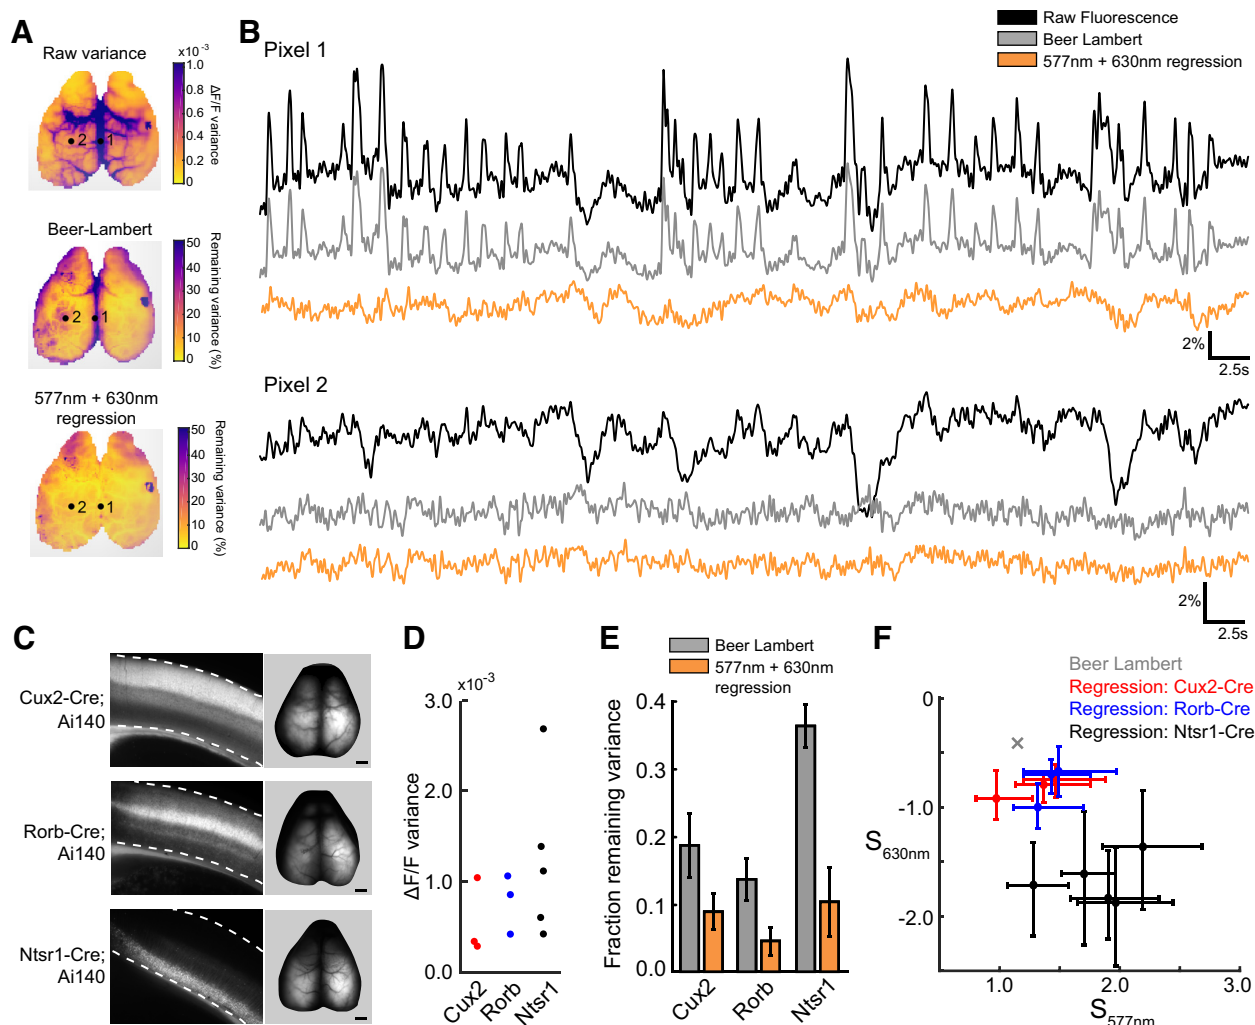 A
Raw variance
x10 -3
1.0
0.8
0.6
0.4
0.2
0
ΔF/F variance
2
1
Beer-Lambert
50
40
30
20
10
0
Remaining variance (%)
2
1
577nm + 630nm
regression
50
40
30
20
10
0
Remaining variance (%)
2
1
B
Pixel 1
Raw Fluorescence
Beer Lambert
577nm + 630nm regression
2%
2.5s
Pixel 2
2%
2.5s
C
Cux2-Cre;
Ai140
Rorb-Cre;
Ai140
Ntsr1-Cre;
Ai140
D
x10-3
3.0
2.0
1.0
0.0
ΔF/F variance
Cux2
Rorb
Ntsr1
E
Beer Lambert
577nm + 630nm
regression
0.4
0.3
0.2
0.1
0.0
Fraction remaining variance
Cux2
Rorb
Ntsr1
F
Beer Lambert
Regression: Cux2-Cre
Regression: Rorb-Cre
Regression: Ntsr1-Cre
0
-1.0
-2.0
S630nm
1.0
2.0
3.0
S577nm